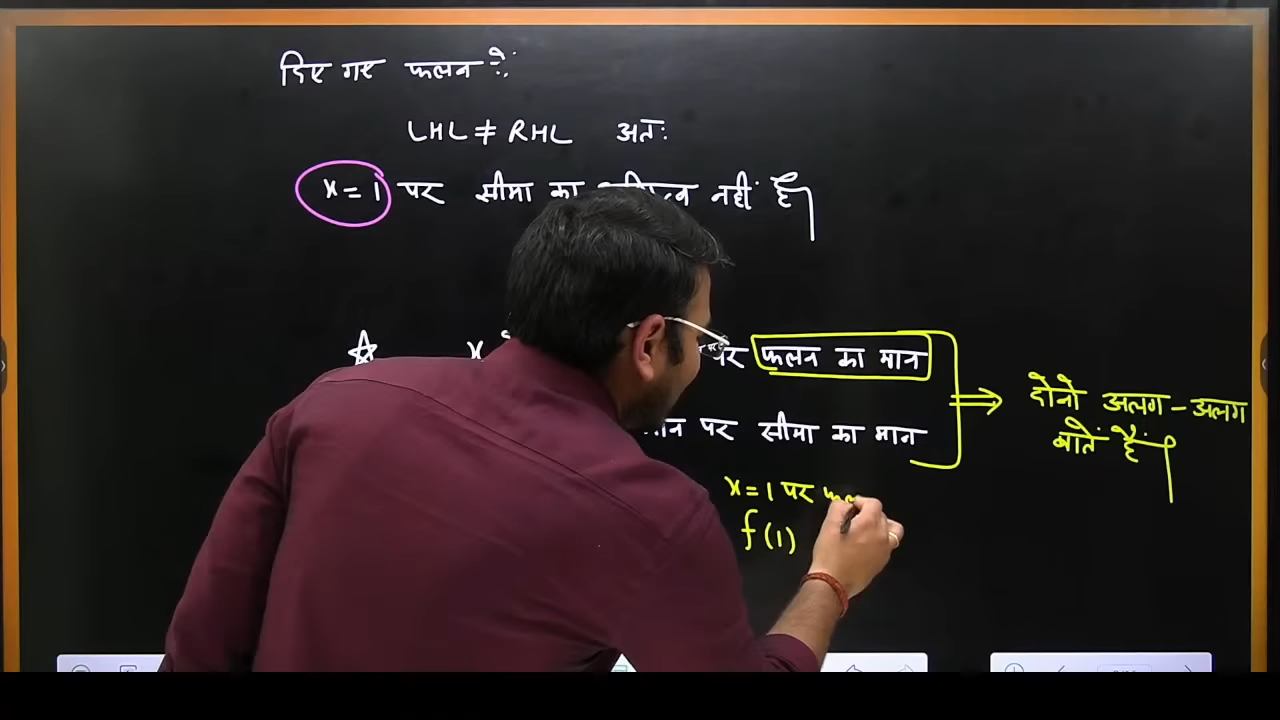 दिए गए फलन में:
LHL ≠ RHL अतः
x = 1 पर सीमा का नहीं है।
पर फलन का मान
पर सीमा का मान
दोनो अलग - अलग
बातें हैं।
x = 1 पर
f (1)